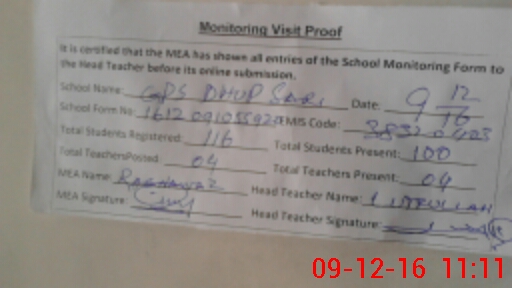 Monitoring Visit Proof
It is certified that the MEA has shown all entries of the School Monitoring Form to
the Head Teacher before its online submission.
School Name: GPS DHUP SARI Date: 9 12/16
School Form No: EMIS Code:
Total Students Registered: 116 Total Students Present: 100
Total TeachersPosted: 04 Total Teachers Present: 04
MEA Name: Head Teacher Name:
MEA Signature: Head Teacher Signature:
09-12-16 11:11